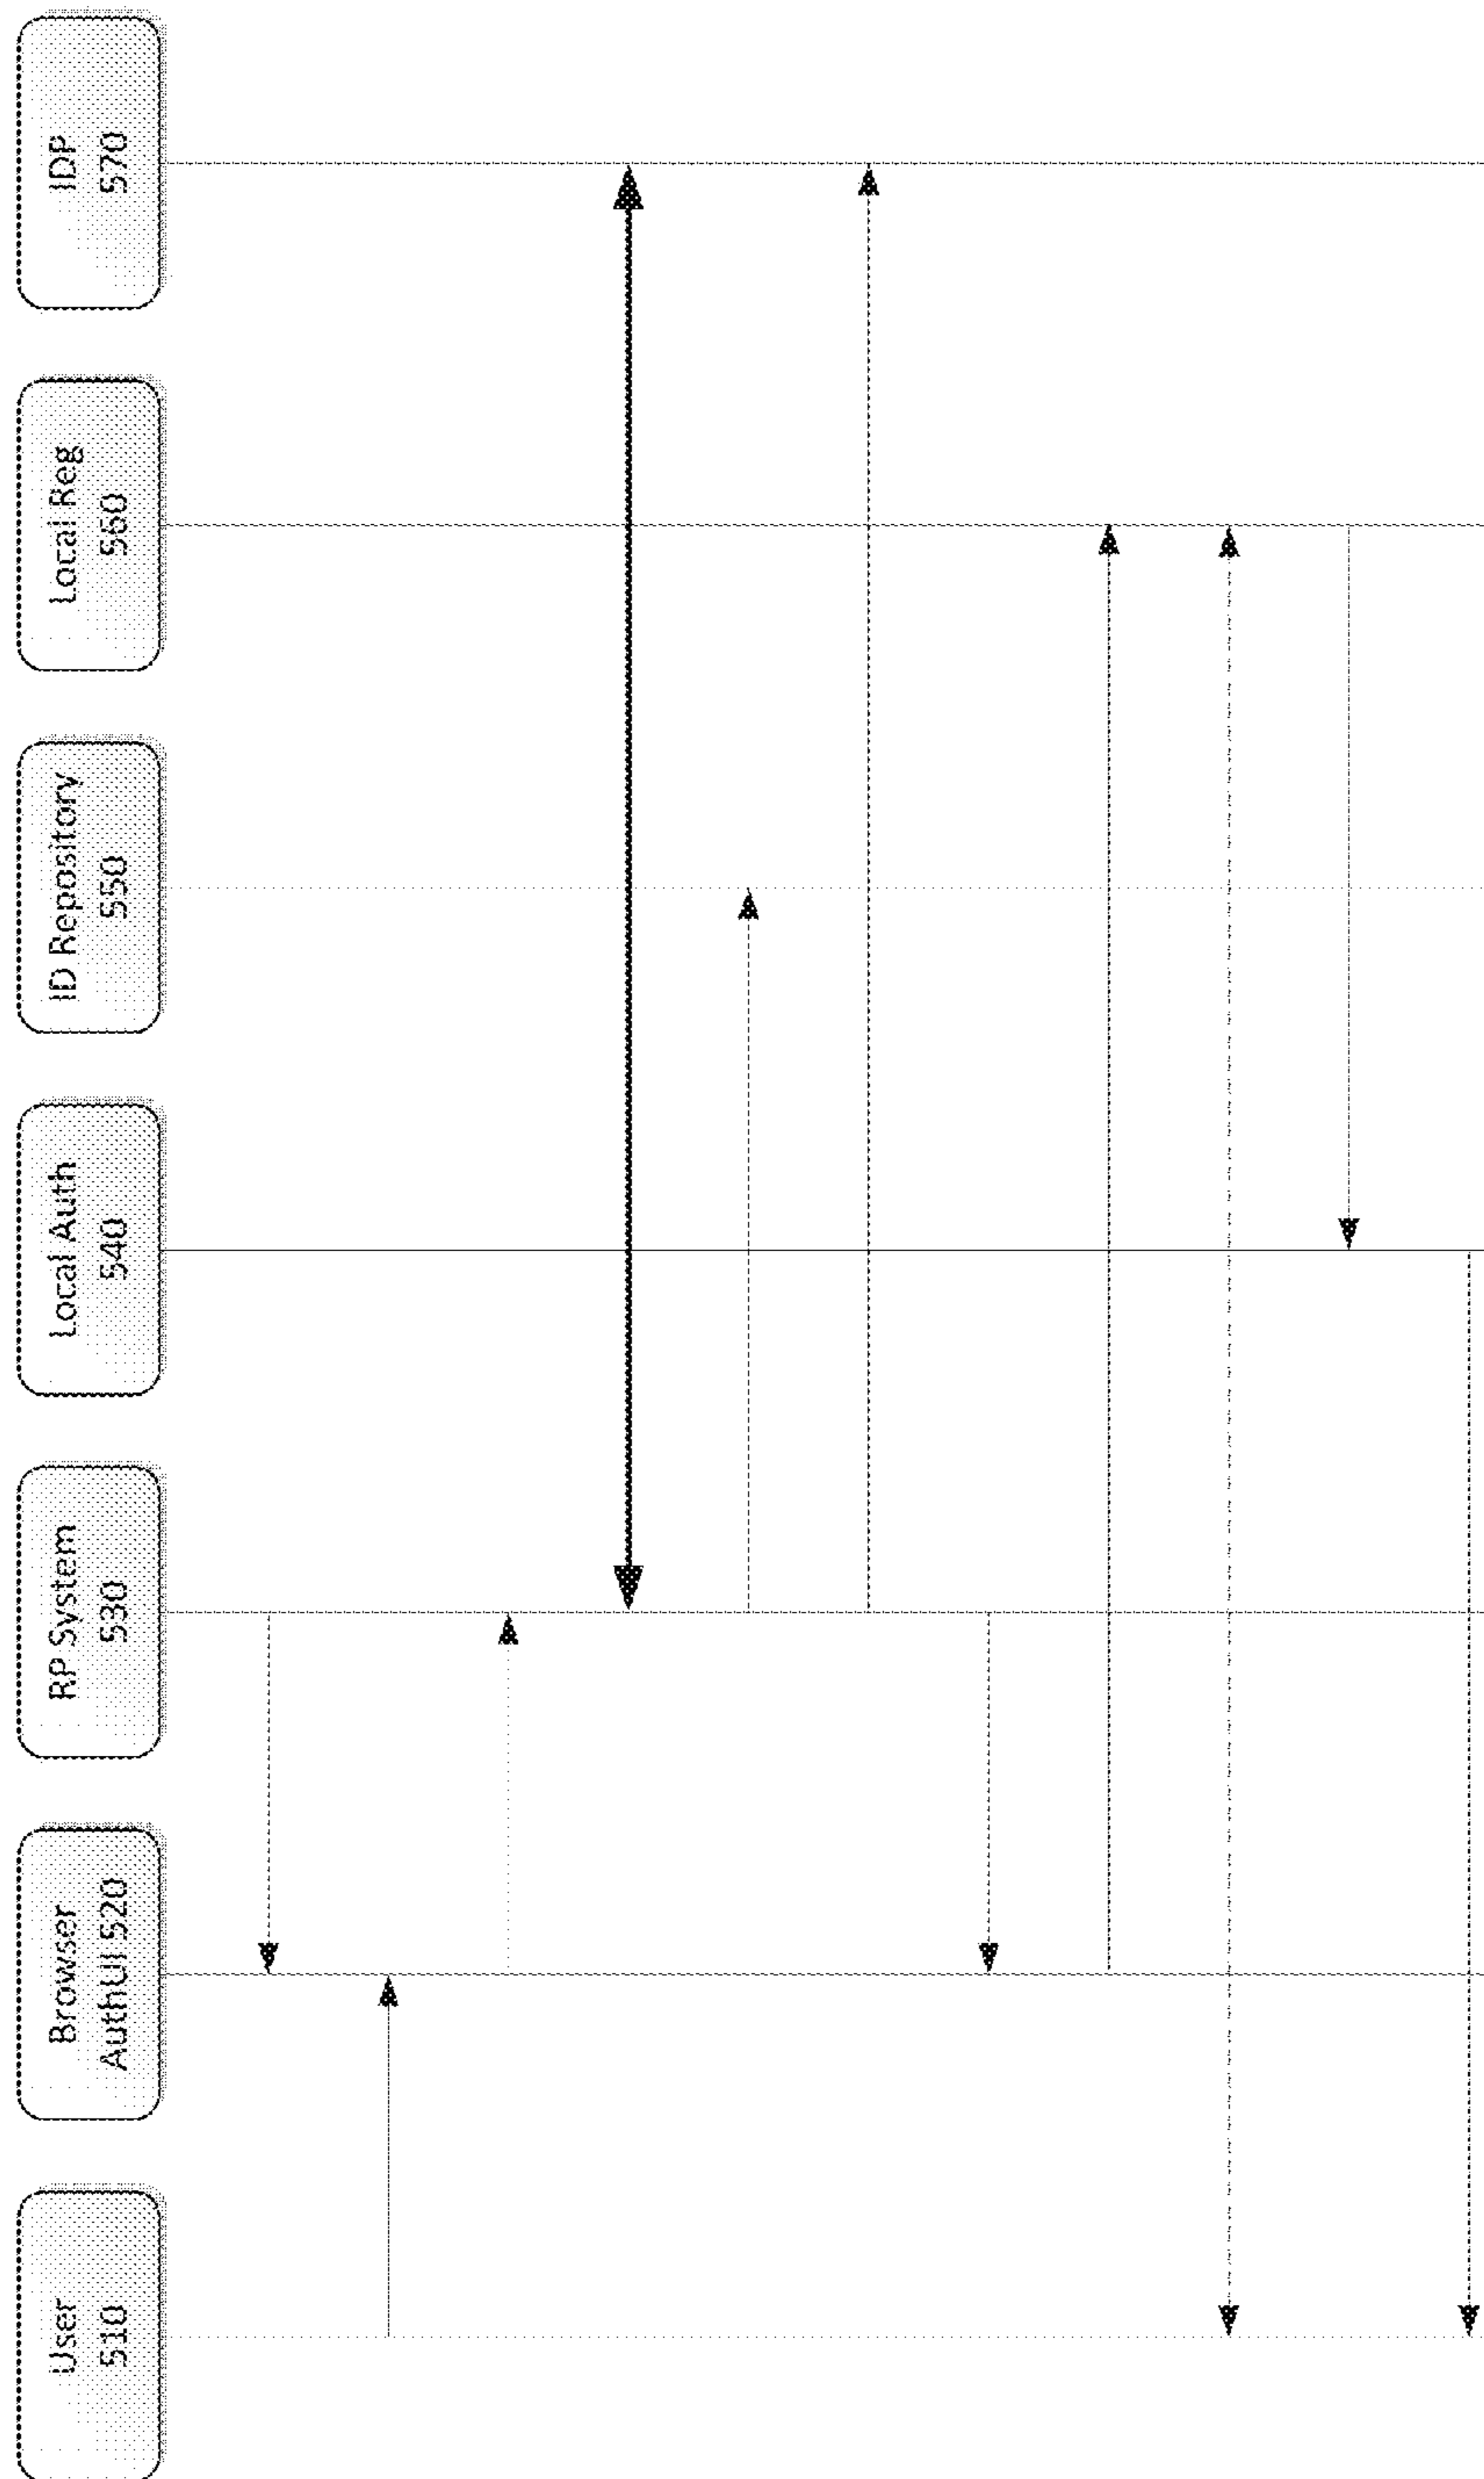 User
510
Browser
AuthUI 520
RP System
530
Local Auth
540
ID Repository
550
Local Reg
560
IDP
570